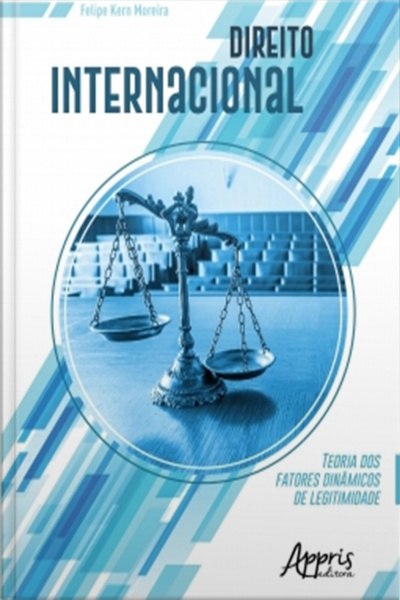 Felipe Kern Moreira
DIREITO
INTERNACIONAL
TEORIA DOS
FATORES DINÂMICOS
DE LEGITIMIDADE
Appris
editora